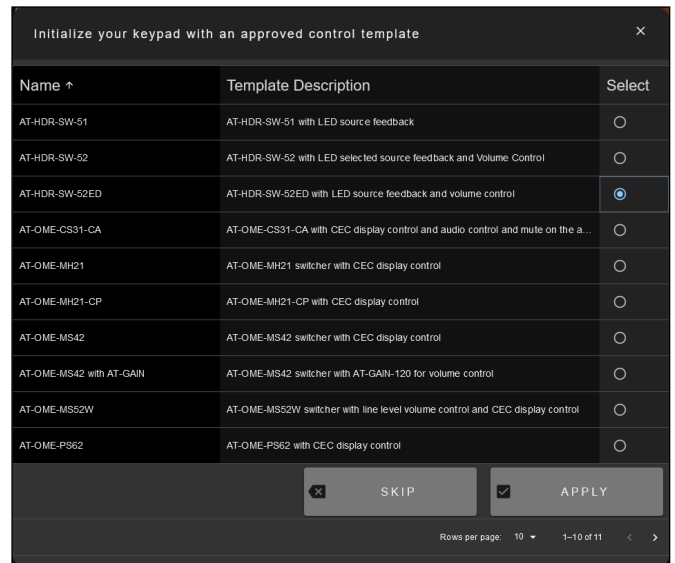 Initialize your keypad with an approved control template
Name ↑ Template Description Select
AT-HDR-SW-51 AT-HDR-SW-51 with LED source feedback
AT-HDR-SW-52 AT-HDR-SW-52 with LED selected source feedback and Volume Control
AT-HDR-SW-52ED AT-HDR-SW-52ED with LED source feedback and volume control
AT-OME-CS31-CA AT-OME-CS31-CA with CEC display control and audio control and mute on the a...
AT-OME-MH21 AT-OME-MH21 switcher with CEC display control
AT-OME-MH21-CP AT-OME-MH21-CP with CEC display control
AT-OME-MS42 AT-OME-MS42 switcher with CEC display control
AT-OME-MS42 with AT-GAIN AT-OME-MS42 switcher with AT-GAIN-120 for volume control
AT-OME-MS52W AT-OME-MS52W switcher with line level volume control and CEC display control
AT-OME-PS62 AT-OME-PS62 with CEC display control
SKIP APPLY
Rows per page: 10 1–10 of 11